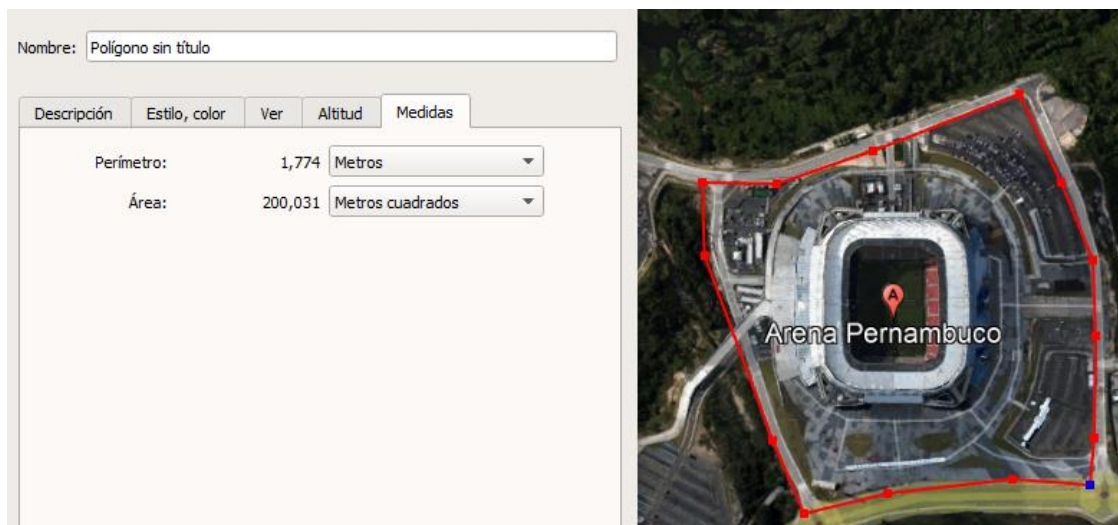 Nombre: Polígono sin título
Descripción Estilo, color Ver Altitud Medidas
Perímetro: 1,774 Metros
Área: 200,031 Metros cuadrados
A
Arena Pernambuco